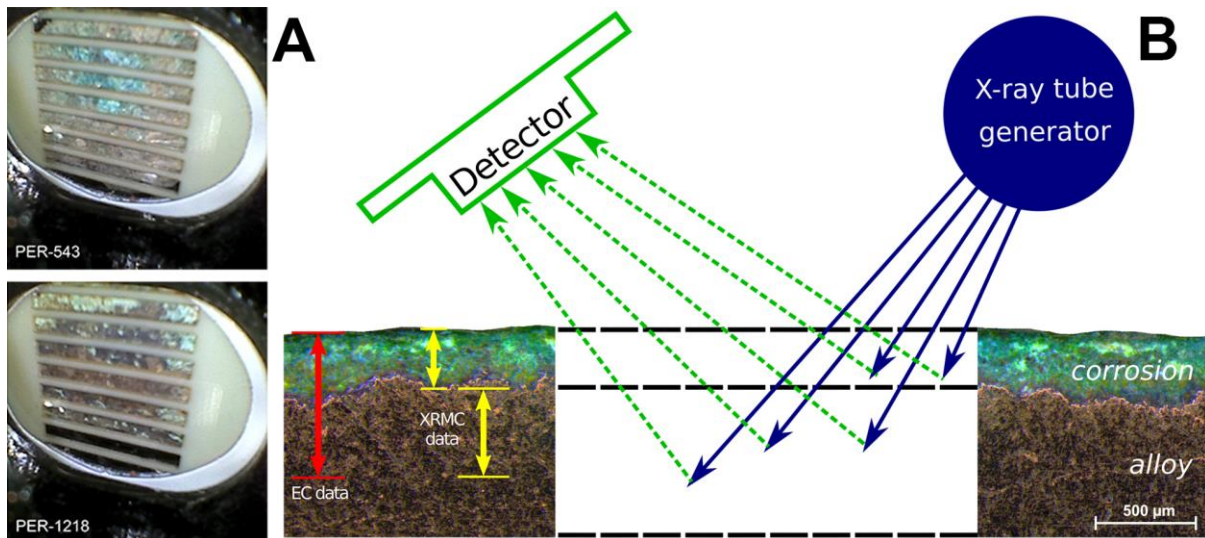 A
B
PER-543
PER-1218
Detector
X-ray tube
generator
XRMC
data
EC data
corrosion
alloy
500 µm